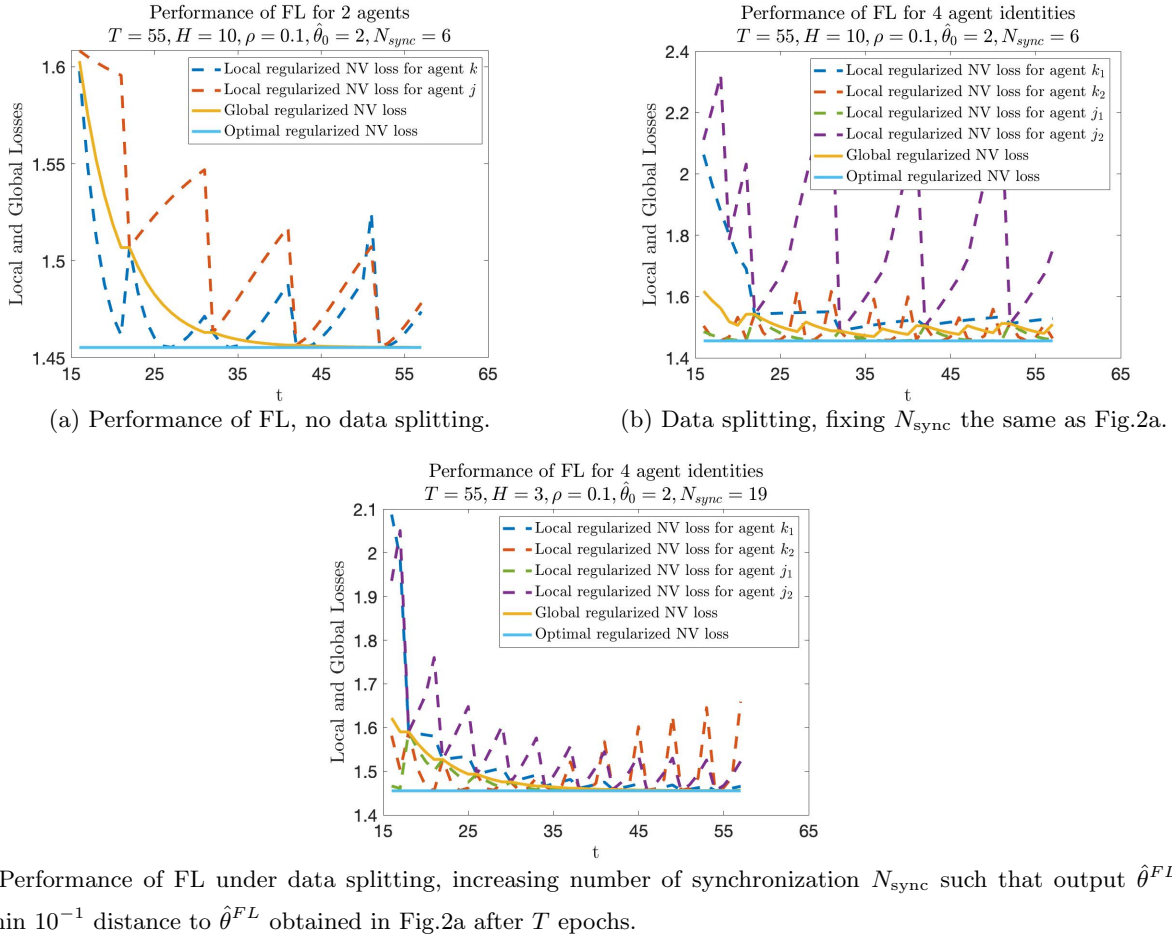 Performance of FL for 2 agents
T = 55, H = 10, ρ = 0.1, θ̂₀ = 2, N_sync = 6
Local regularized NV loss for agent k
Local regularized NV loss for agent j
Global regularized NV loss
Optimal regularized NV loss
Local and Global Losses
1.6
1.55
1.5
1.45
15 25 35 45 55 65
t
(a) Performance of FL, no data splitting.
Performance of FL for 4 agent identities
T = 55, H = 10, ρ = 0.1, θ̂₀ = 2, N_sync = 6
Local regularized NV loss for agent k₁
Local regularized NV loss for agent k₂
Local regularized NV loss for agent j₁
Local regularized NV loss for agent j₂
Global regularized NV loss
Optimal regularized NV loss
Local and Global Losses
2.4
2.2
2
1.8
1.6
1.4
15 25 35 45 55 65
t
(b) Data splitting, fixing N_sync the same as Fig.2a.
Performance of FL for 4 agent identities
T = 55, H = 3, ρ = 0.1, θ̂₀ = 2, N_sync = 19
Local regularized NV loss for agent k₁
Local regularized NV loss for agent k₂
Local regularized NV loss for agent j₁
Local regularized NV loss for agent j₂
Global regularized NV loss
Optimal regularized NV loss
Local and Global Losses
2.1
2
1.9
1.8
1.7
1.6
1.5
1.4
15 25 35 45 55 65
t
Performance of FL under data splitting, increasing number of synchronization N_sync such that output θ̂^FL
10⁻¹ distance to θ̂^FL obtained in Fig.2a after T epochs.